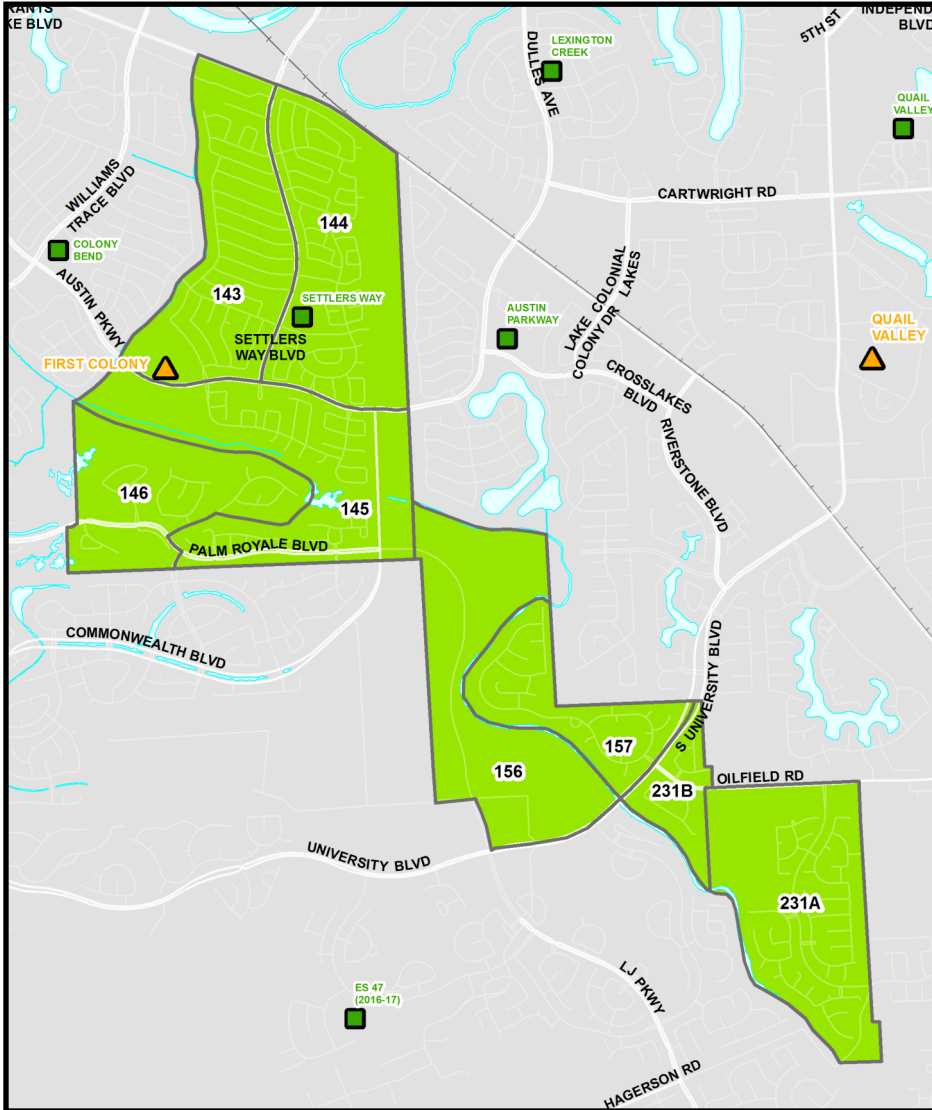 RANTS
KE BLVD
INDEPEND
BLVD
5TH ST
DULLES AVE
LEXINGTON
CREEK
QUAIL
VALLEY
WILLIAMS
TRACE BLVD
CARTWRIGHT RD
144
COLONY
BEND
AUSTIN PKWY
143
SETTLERS WAY
SETTLERS
WAY BLVD
AUSTIN
PARKWAY
LAKE COLONIAL
COLONY DR LAKES
QUAIL
VALLEY
FIRST COLONY
CROSSLAKES
BLVD
RIVERSTONE BLVD
146
145
PALM ROYALE BLVD
COMMONWEALTH BLVD
S UNIVERSITY BLVD
157
156
231B
OILFIELD RD
UNIVERSITY BLVD
231A
ES 47
(2016-17)
LJ PKWY
HAGERSON RD